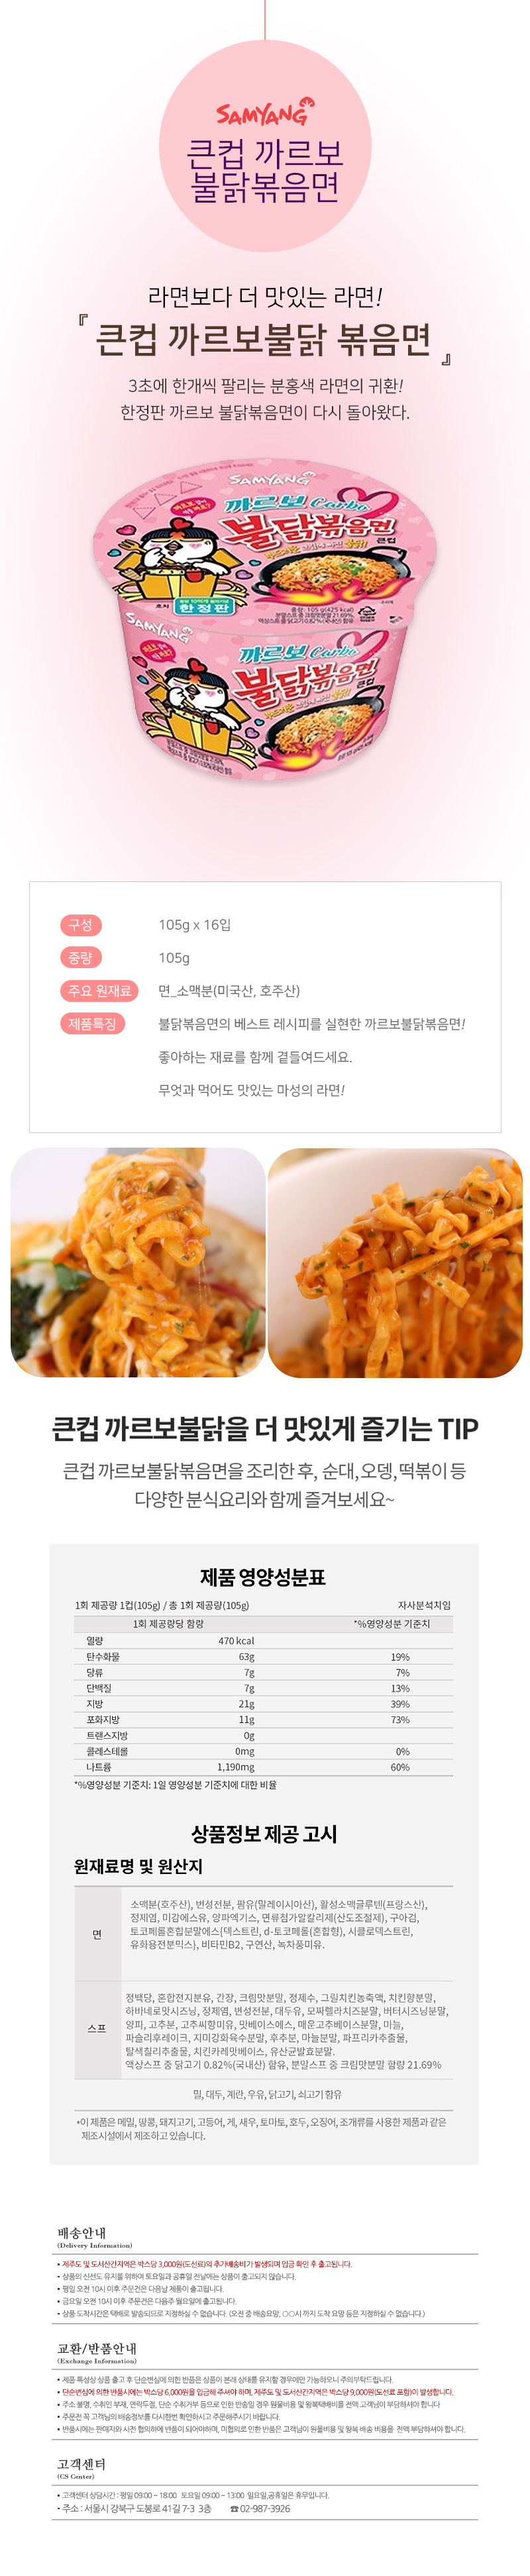 SAMYANG
큰컵 까르보
불닭볶음면
라면보다 더 맛있는 라면!
『 큰컵 까르보불닭 볶음면 』
3초에 한개씩 팔리는 분홍색 라면의 귀환!
한정판 까르보 불닭볶음면이 다시 돌아왔다.
SAMYANG
까르보 Carbo
불닭볶음면
큰컵
한정판
중량 : 105 g(425 kcal)
분말스프 중 크림맛분말 21.69%
액상스프 중 닭고기 0.82%(국내산) 함유
SAMYANG
까르보 Carbo
불닭볶음면!
구성 105g x 16입
중량 105g
주요 원재료 면_소맥분(미국산, 호주산)
제품특징 불닭볶음면의 베스트 레시피를 실현한 까르보불닭볶음면!
좋아하는 재료를 함께 곁들여드세요.
무엇과 먹어도 맛있는 마성의 라면!
큰컵 까르보불닭을 더 맛있게 즐기는 TIP
큰컵 까르보불닭볶음면을 조리한 후, 순대,오뎅,떡볶이 등
다양한 분식요리와 함께 즐겨보세요~
제품 영양성분표
1회 제공량 1컵(105g) / 총 1회 제공량(105g) 자사분석치임
1회 제공량당 함량 *%영양성분 기준치
열량 470 kcal
탄수화물 63g 19%
당류 7g 7%
단백질 7g 13%
지방 21g 39%
포화지방 11g 73%
트랜스지방 0g
콜레스테롤 0mg 0%
나트륨 1,190mg 60%
*%영양성분 기준치: 1일 영양성분 기준치에 대한 비율
상품정보 제공 고시
원재료명 및 원산지
면
소맥분(호주산), 변성전분, 팜유(말레이시아산), 활성소맥글루텐(프랑스산),
정제염, 미감에스유, 양파엑기스, 면류첨가알칼리제(산도조절제), 구아검,
토코페롤혼합분말에스{덱스트린, d-토코페롤(혼합형), 시클로덱스트린,
유화용전분믹스}, 비타민B2, 구연산, 녹차풍미유.
스프
정백당, 혼합전지분유, 간장, 크림맛분말, 정제수, 그릴치킨농축액, 치킨향분말,
하바네로맛시즈닝, 정제염, 변성전분, 대두유, 모짜렐라치즈분말, 버터시즈닝분말,
양파, 고추분, 고추씨향미유, 맛베이스에스, 매운고추베이스분말, 마늘,
파슬리후레이크, 지미강화육수분말, 후추분, 마늘분말, 파프리카추출물,
탈색칠리추출물, 치킨카레맛베이스, 유산균발효분말.
액상스프 중 닭고기 0.82%(국내산) 함유, 분말스프 중 크림맛분말 함량 21.69%
밀, 대두, 계란, 우유, 닭고기, 쇠고기 함유
*이 제품은 메밀, 땅콩, 돼지고기, 고등어, 게, 새우, 토마토, 호두, 오징어, 조개류를 사용한 제품과 같은
제조시설에서 제조하고 있습니다.
배송안내
(Delivery Information)
• 제주도 및 도서산간지역은 박스당 3,000원(도선료)의 추가배송비가 발생되며 입금 확인 후 출고됩니다.
• 상품의 신선도 유지를 위하여 토요일과 공휴일 전날에는 상품이 출고되지 않습니다.
• 평일 오전 10시 이후 주문건은 다음날 제품이 출고됩니다.
• 금요일 오전 10시 이후 주문건은 다음주 월요일에 출고됩니다.
• 상품 도착시간은 택배로 발송되므로 지정하실 수 없습니다. (오전 중 배송요망, ○○시 까지 도착 요망 등은 지정하실 수 없습니다.)
교환/반품안내
(Exchange Information)
• 제품 특성상 상품 출고 후 단순변심에 의한 반품은 상품이 본래 상태를 유지할 경우에만 가능하오니 주의부탁드립니다.
• 단순변심에 의한 반품시에는 박스당 6,000원을 입금해 주셔야 하며, 제주도 및 도서산간지역은 박스당 9,000원(도선료 포함)이 발생합니다.
• 주소 불명, 수취인 부재, 연락두절, 단순 수취거부 등으로 인한 반송일 경우 원물비용 및 왕복택배비를 전액 고객님이 부담하셔야 합니다
• 주문전 꼭 고객님의 배송정보를 다시한번 확인하시고 주문해주시기 바랍니다.
• 반품시에는 판매자와 사전 협의하에 반품이 되어야하며, 미협의로 인한 반품은 고객님이 원물비용 및 왕복 배송 비용을 전액 부담하셔야 합니다.
고객센터
(CS Center)
• 고객센터 상담시간 : 평일 09:00 ~ 18:00 토요일 09:00 ~ 13:00 일요일,공휴일은 휴무입니다.
• 주소 : 서울시 강북구 도봉로 41길 7-3 3층 ☎ 02-987-3926